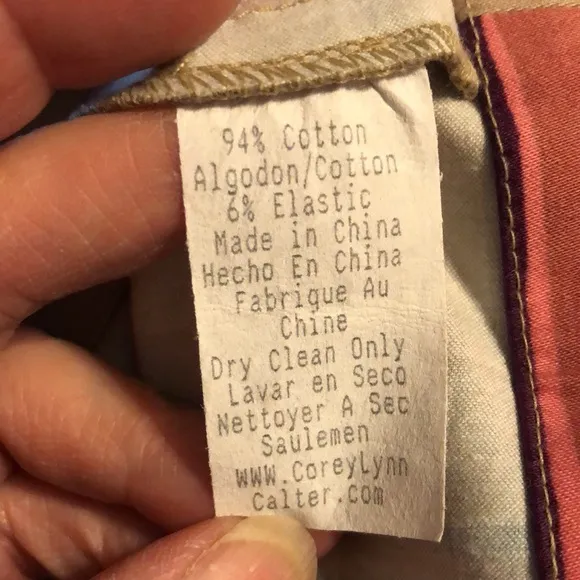 94% Cotton
Algodon/Cotton
6% Elastic
Made in China
Hecho En China
Fabrique Au
Chine
Dry Clean Only
Lavar en Seco
Nettoyer A Sec
Saulemen
www.CoreyLynn
Calter.com